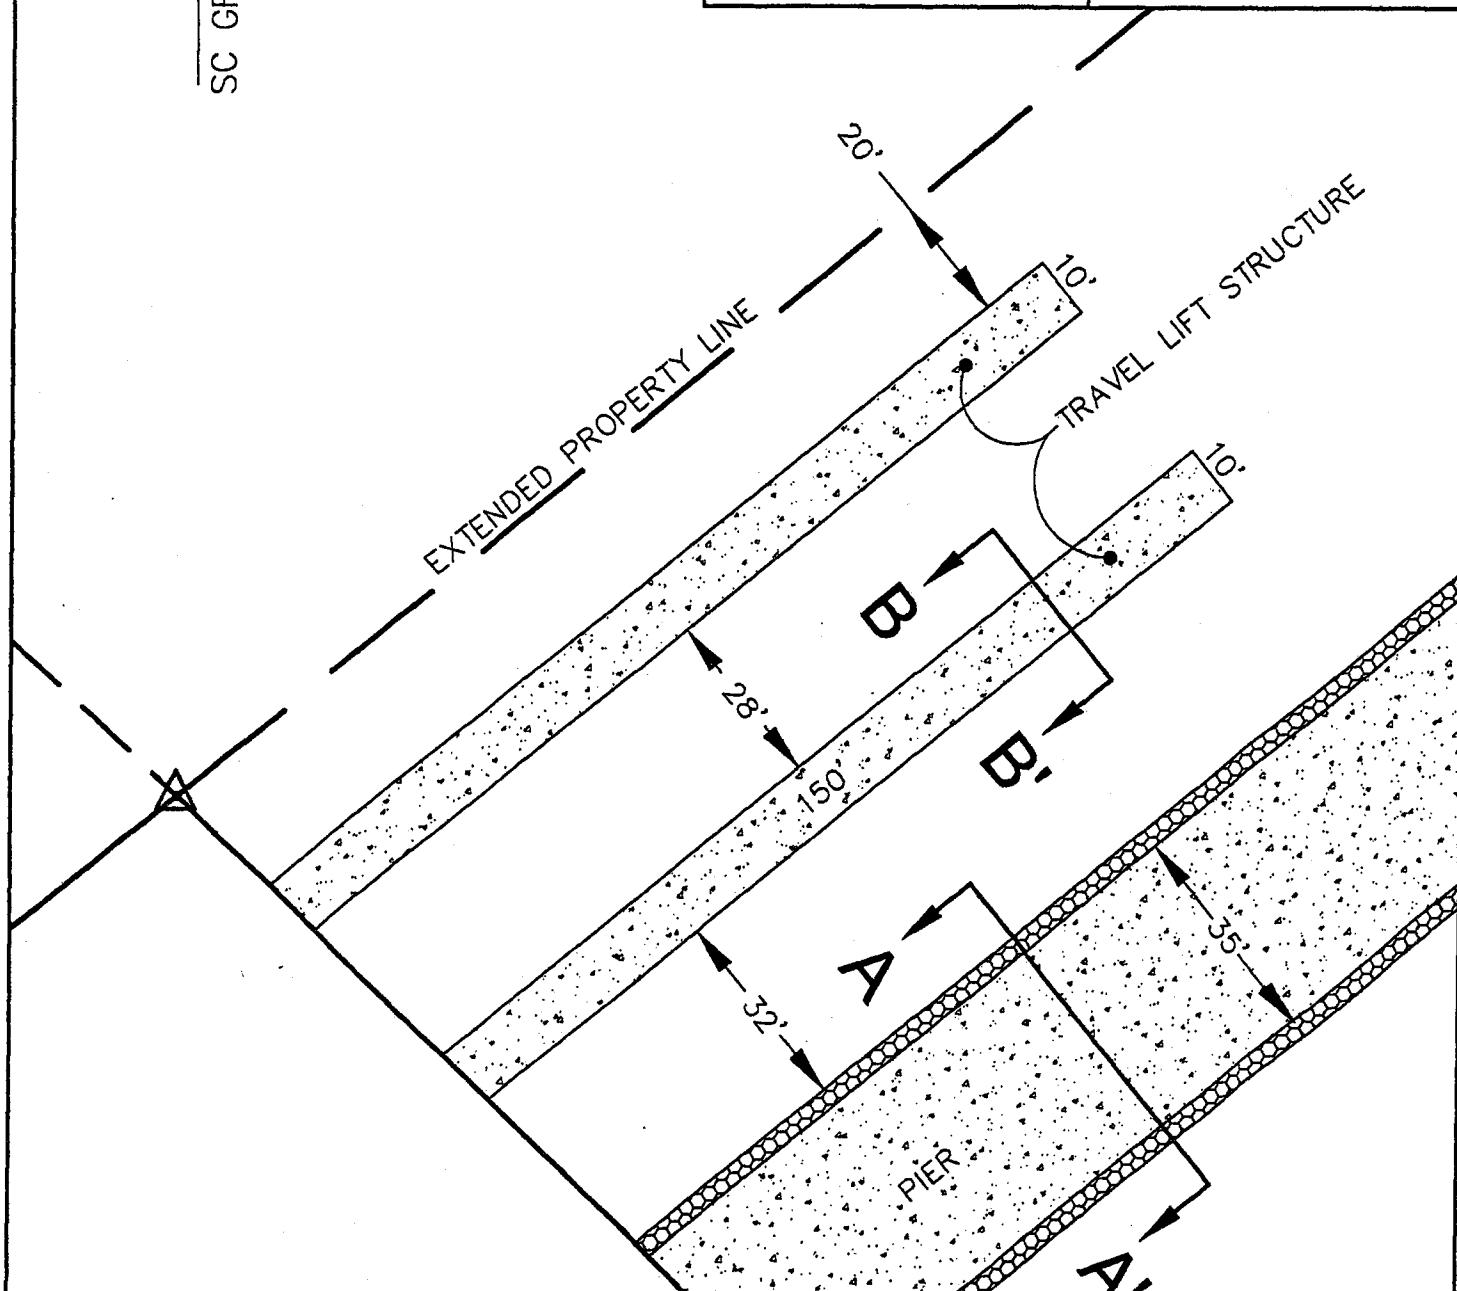 SC
20'
10'
TRAVEL LIFT STRUCTURE
EXTENDED PROPERTY LINE
10'
B
28'
B'
150'
A
35'
32'
PIER
A'